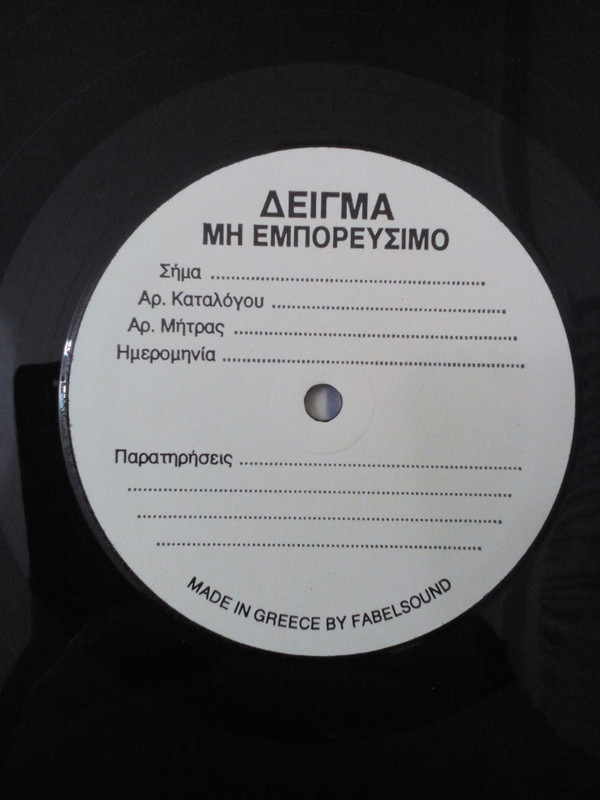 ΔΕΙΓΜΑ
ΜΗ ΕΜΠΟΡΕΥΣΙΜΟ
Σήμα ................................................
Αρ. Καταλόγου ................................................
Αρ. Μήτρας ................................................
Ημερομηνία ................................................
Παρατηρήσεις ................................................
MADE IN GREECE BY FABELSOUND